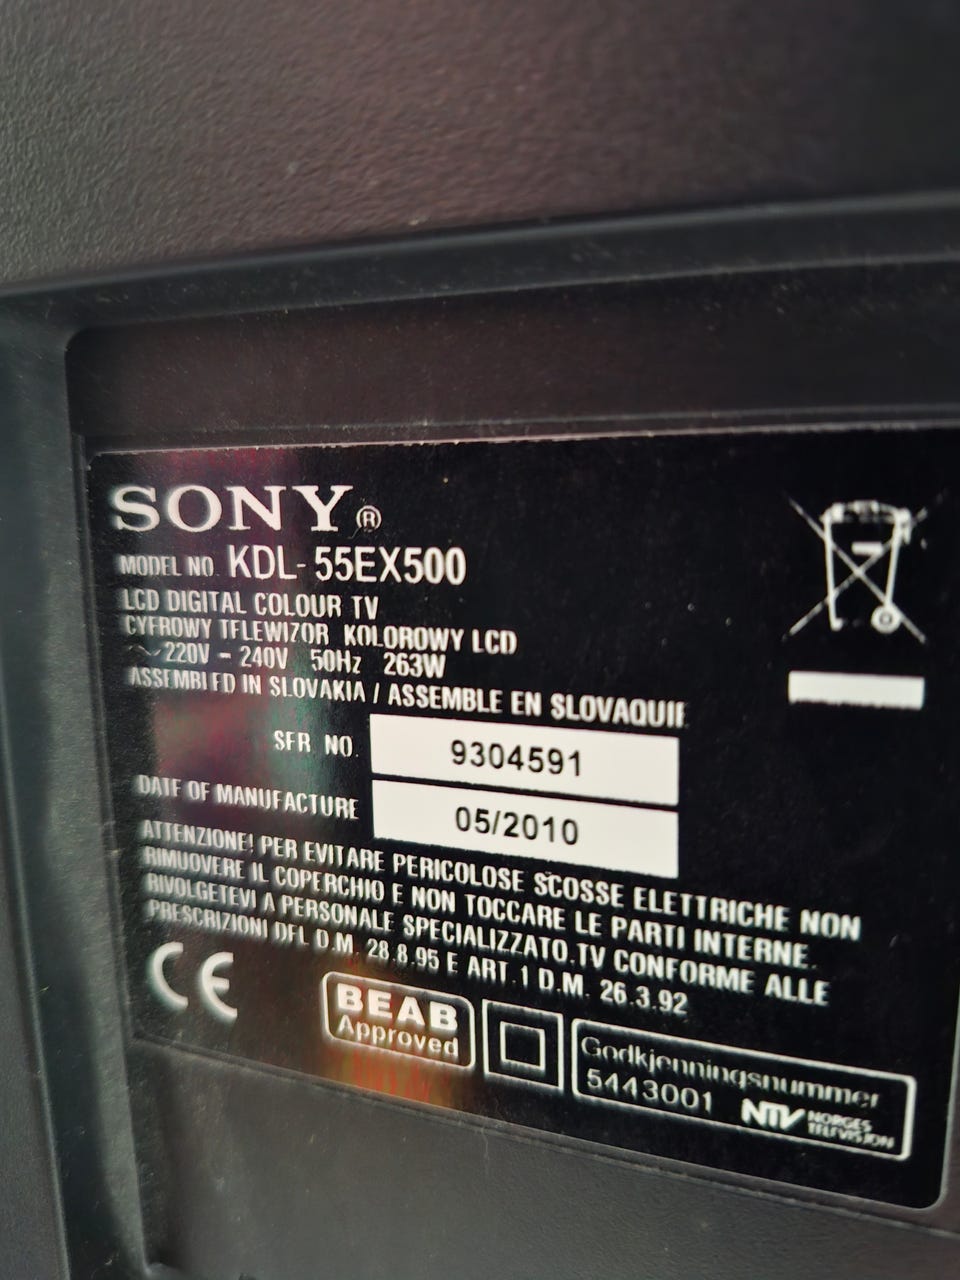 SONY®
MODEL NO. KDL-55EX500
LCD DIGITAL COLOUR TV
CYFROWY TELEWIZOR KOLOROWY LCD
~220V - 240V 50Hz 263W
ASSEMBLED IN SLOVAKIA / ASSEMBLE EN SLOVAQUIE
SER. NO. 9304591
DATE OF MANUFACTURE 05/2010
ATTENZIONE! PER EVITARE PERICOLOSE SCOSSE ELETTRICHE NON
RIMUOVERE IL COPERCHIO E NON TOCCARE LE PARTI INTERNE.
RIVOLGETEVI A PERSONALE SPECIALIZZATO.TV CONFORME ALLE
PRESCRIZIONI DEL D.M. 28.8.95 E ART.1 D.M. 26.3.92
CE
BEAB
Approved
Godkjenningsnummer
5443001 NTV NORGES
TELEVISJON